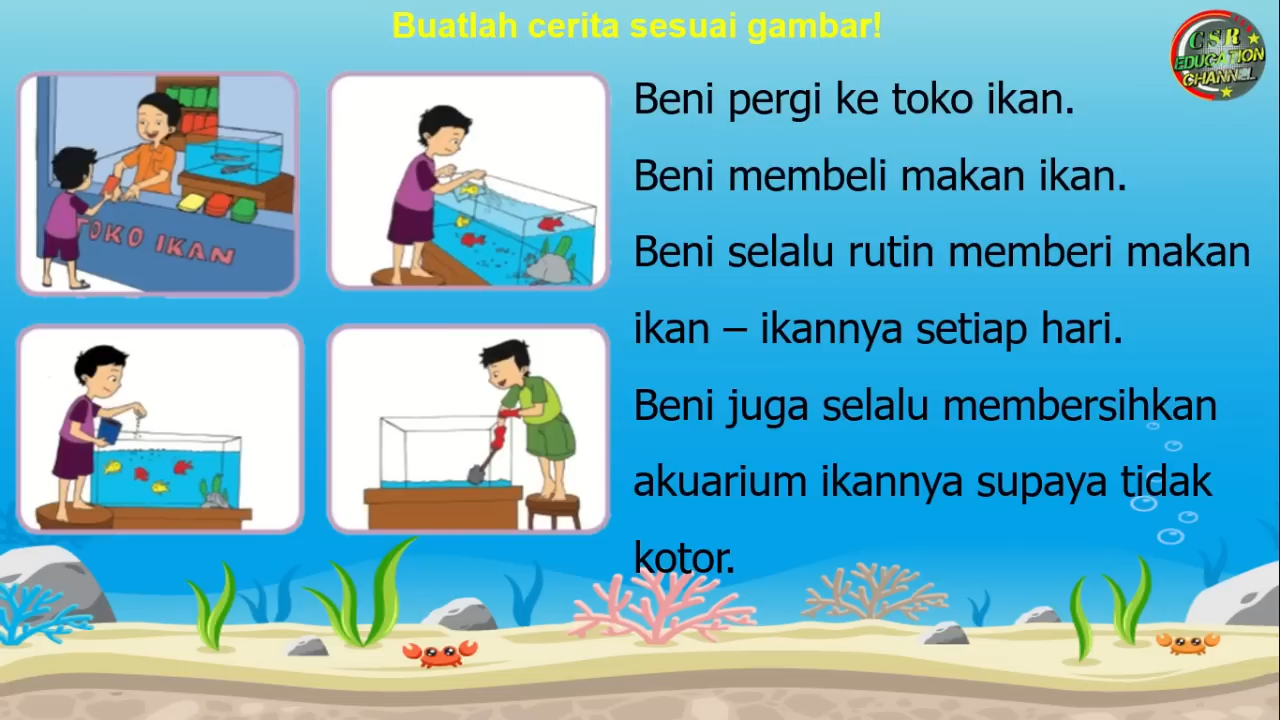 Buatlah cerita sesuai gambar!
CSR
EDUCATION
CHANNEL
TOKO IKAN
Beni pergi ke toko ikan.
Beni membeli makan ikan.
Beni selalu rutin memberi makan
ikan – ikannya setiap hari.
Beni juga selalu membersihkan
akuarium ikannya supaya tidak
kotor.